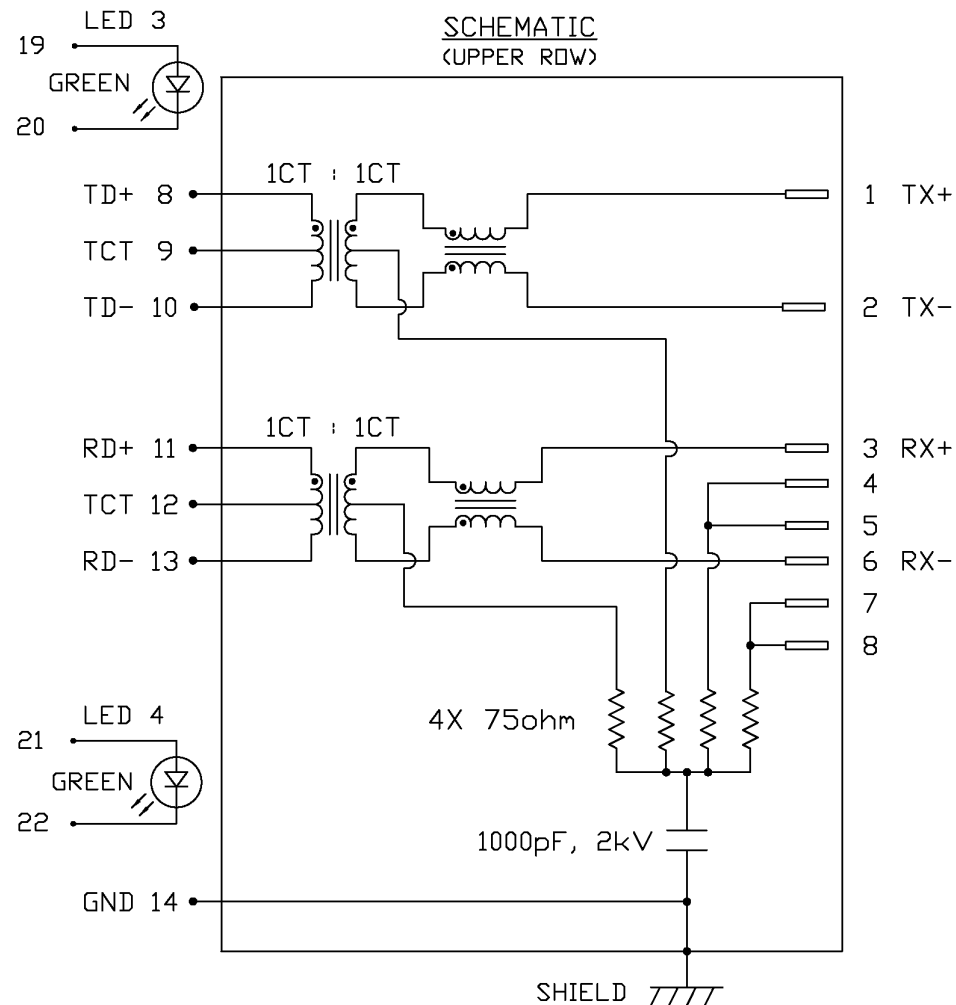 LED 3
SCHEMATIC
(UPPER ROW)
19
GREEN
20
1CT : 1CT
TD+ 8
1 TX+
TCT 9
TD- 10
2 TX-
1CT : 1CT
RD+ 11
3 RX+
4
TCT 12
5
RD- 13
6 RX-
7
8
LED 4
4X 75ohm
21
GREEN
22
1000pF, 2kV
GND 14
SHIELD